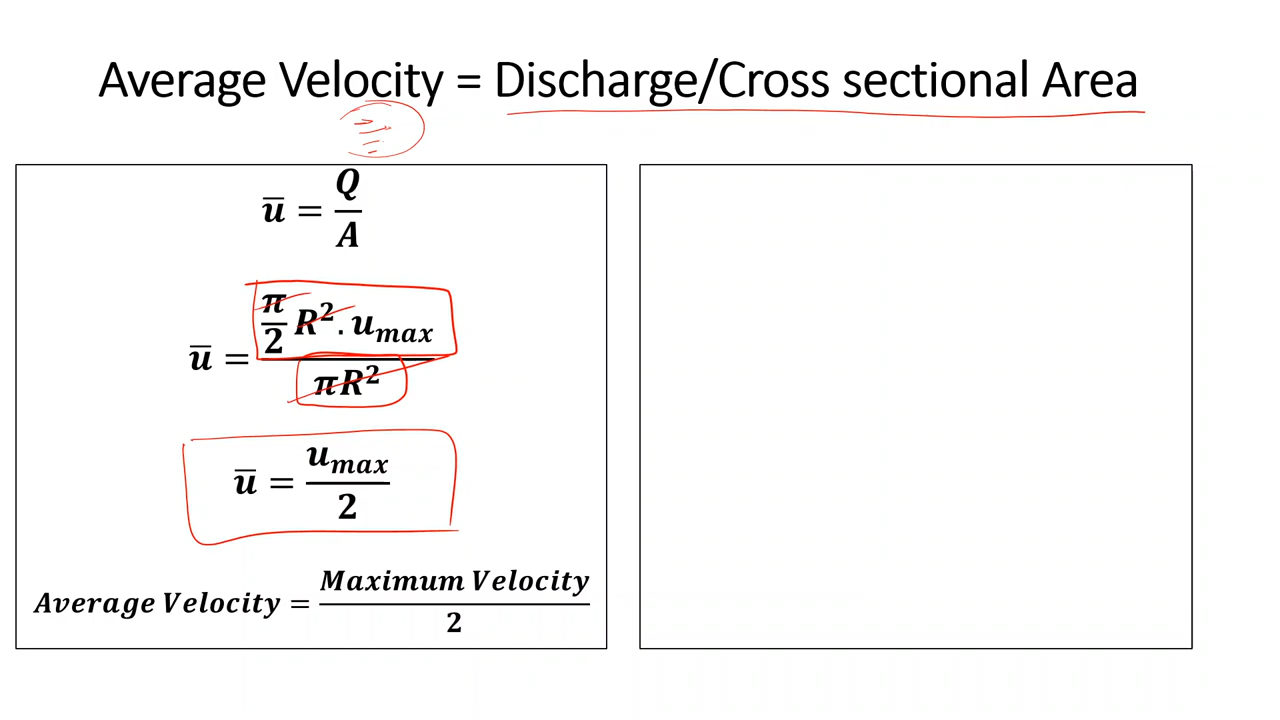 Average Velocity = Discharge/Cross sectional Area
u̅ = Q/A
u̅ = (π/2 R² . u_max)/(πR²)
u̅ = u_max/2
Average Velocity = Maximum Velocity/2